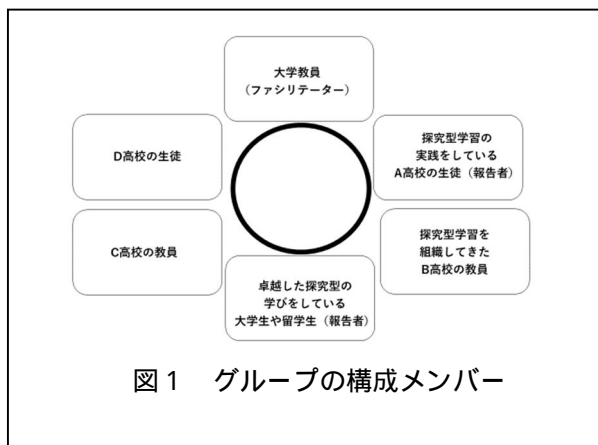 大学教員
（ファシリテーター）
D高校の生徒
探究型学習の
実践をしている
A高校の生徒（報告者）
C高校の教員
探究型学習を
組織してきた
B高校の教員
卓越した探究型の
学びをしている
大学生や留学生（報告者）
図１　グループの構成メンバー